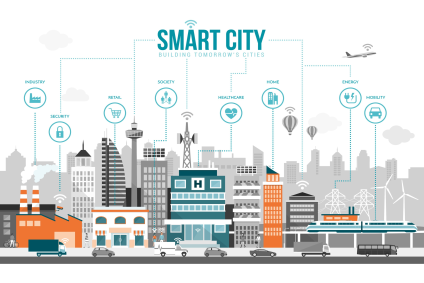 SMART CITY
BUILDING TOMORROW'S CITIES
INDUSTRY
SECURITY
RETAIL
SOCIETY
HEALTHCARE
HOME
ENERGY
MOBILITY
H